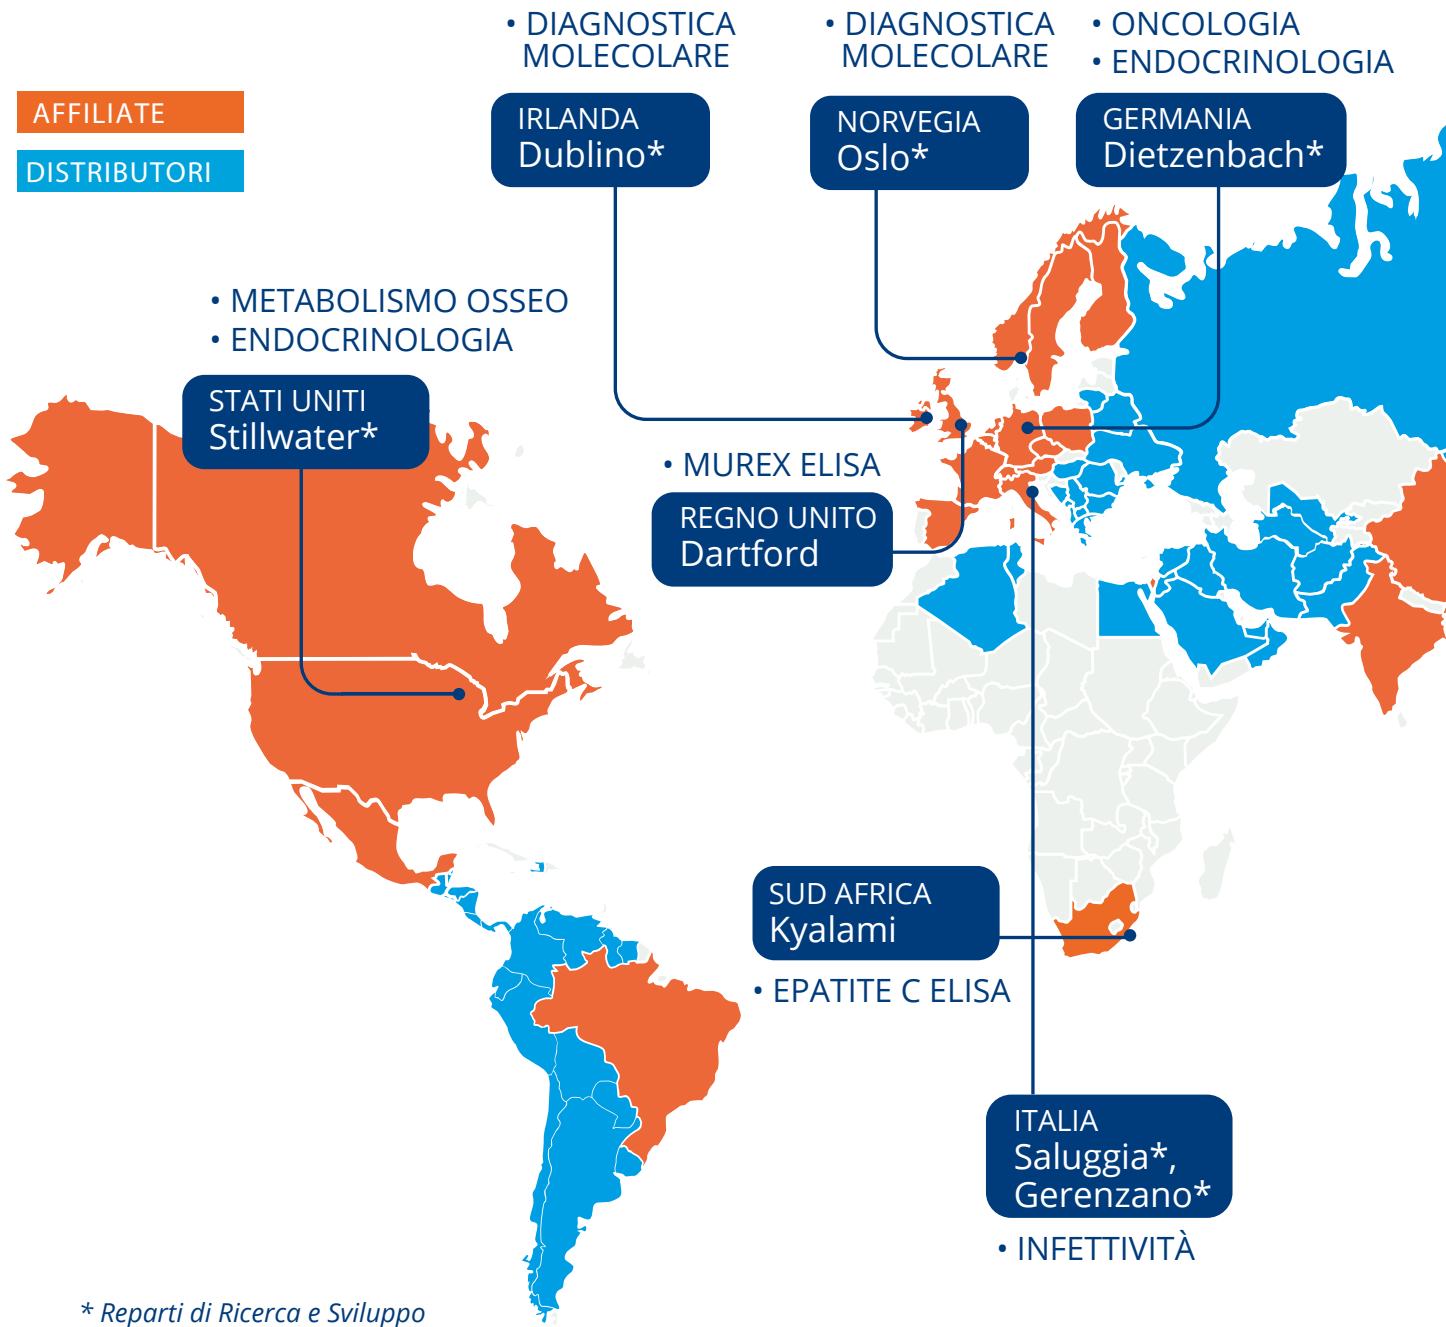 • DIAGNOSTICA
MOLECOLARE
• DIAGNOSTICA
MOLECOLARE
• ONCOLOGIA
• ENDOCRINOLOGIA
AFFILIATE
DISTRIBUTORI
IRLANDA
Dublino*
NORVEGIA
Oslo*
GERMANIA
Dietzenbach*
• METABOLISMO OSSEO
• ENDOCRINOLOGIA
STATI UNITI
Stillwater*
• MUREX ELISA
REGNO UNITO
Dartford
SUD AFRICA
Kyalami
• EPATITE C ELISA
ITALIA
Saluggia*,
Gerenzano*
• INFETTIVITÀ
* Reparti di Ricerca e Sviluppo